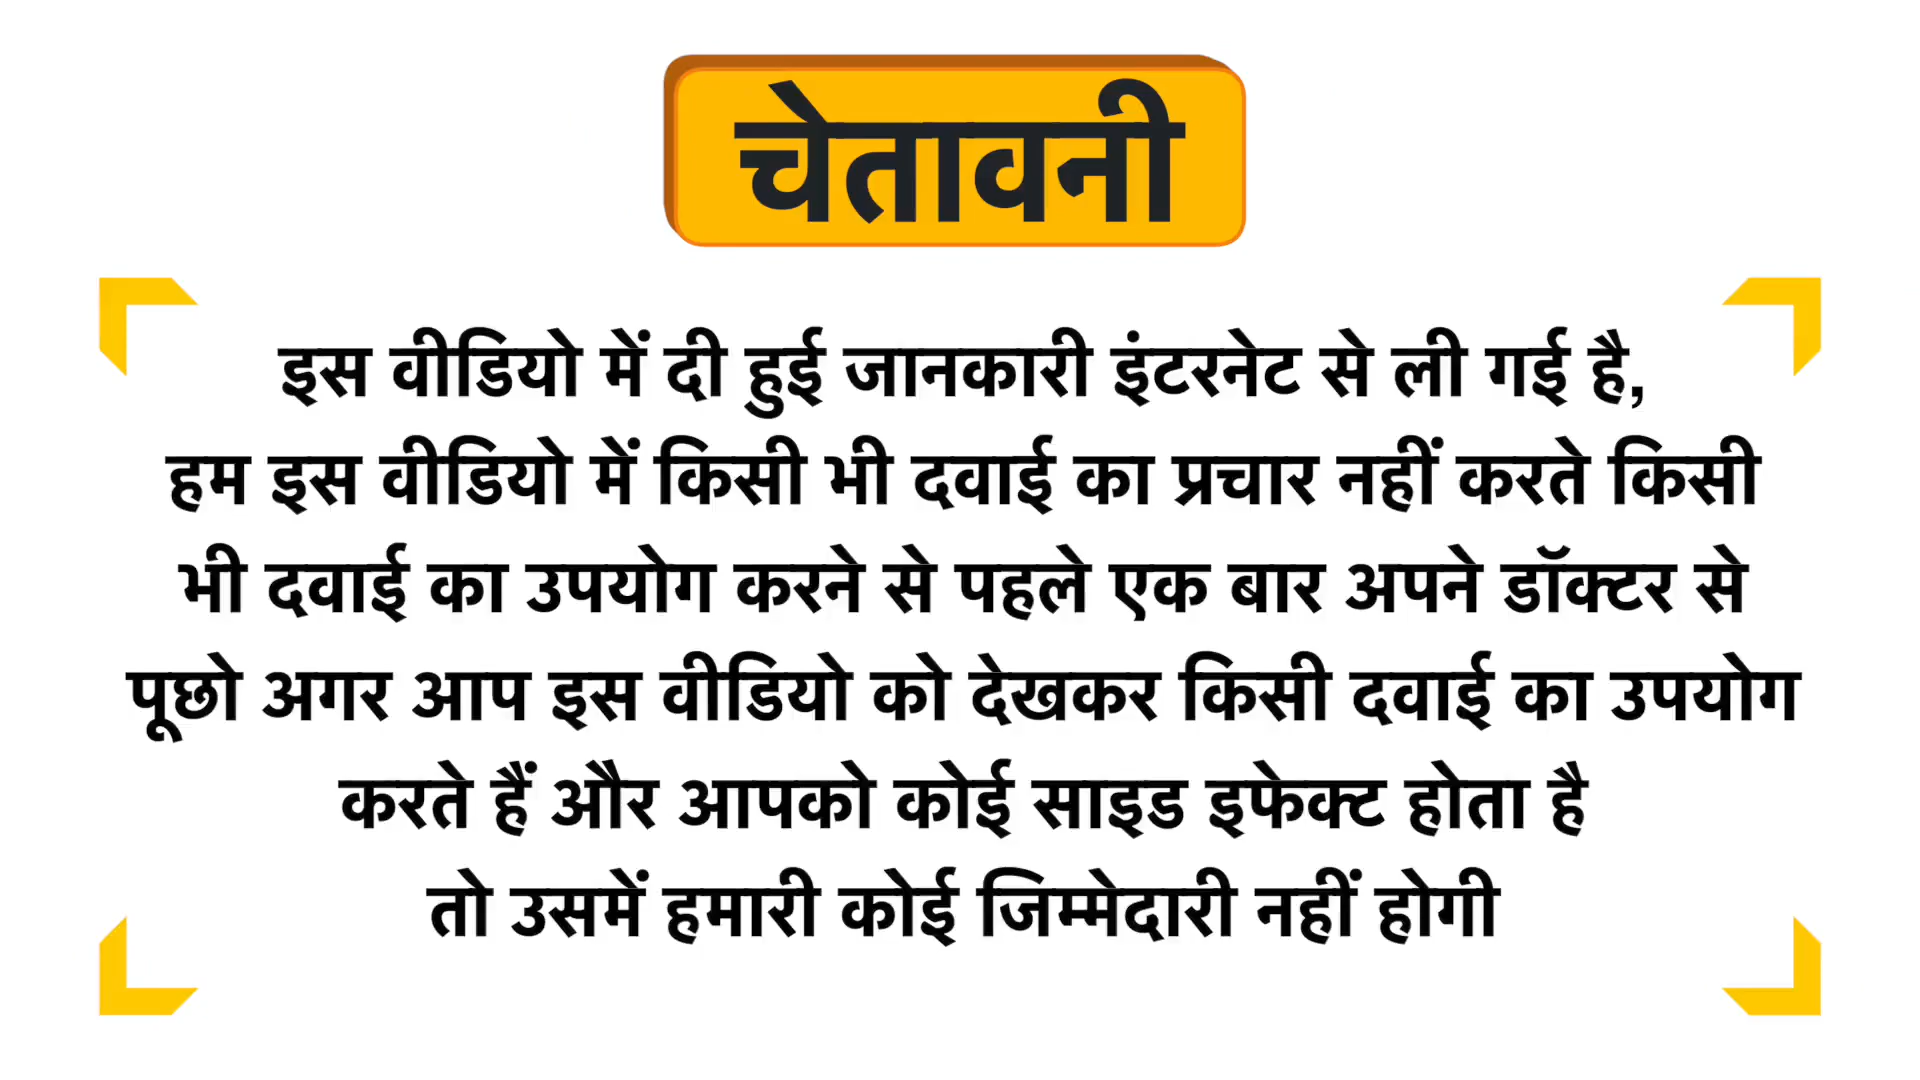 चेतावनी
इस वीडियो में दी हुई जानकारी इंटरनेट से ली गई है,
हम इस वीडियो में किसी भी दवाई का प्रचार नहीं करते किसी
भी दवाई का उपयोग करने से पहले एक बार अपने डॉक्टर से
पूछो अगर आप इस वीडियो को देखकर किसी दवाई का उपयोग
करते हैं और आपको कोई साइड इफेक्ट होता है
तो उसमें हमारी कोई जिम्मेदारी नहीं होगी